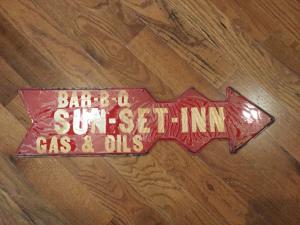 BAR-B-Q
SUN-SET-INN
GAS & OILS